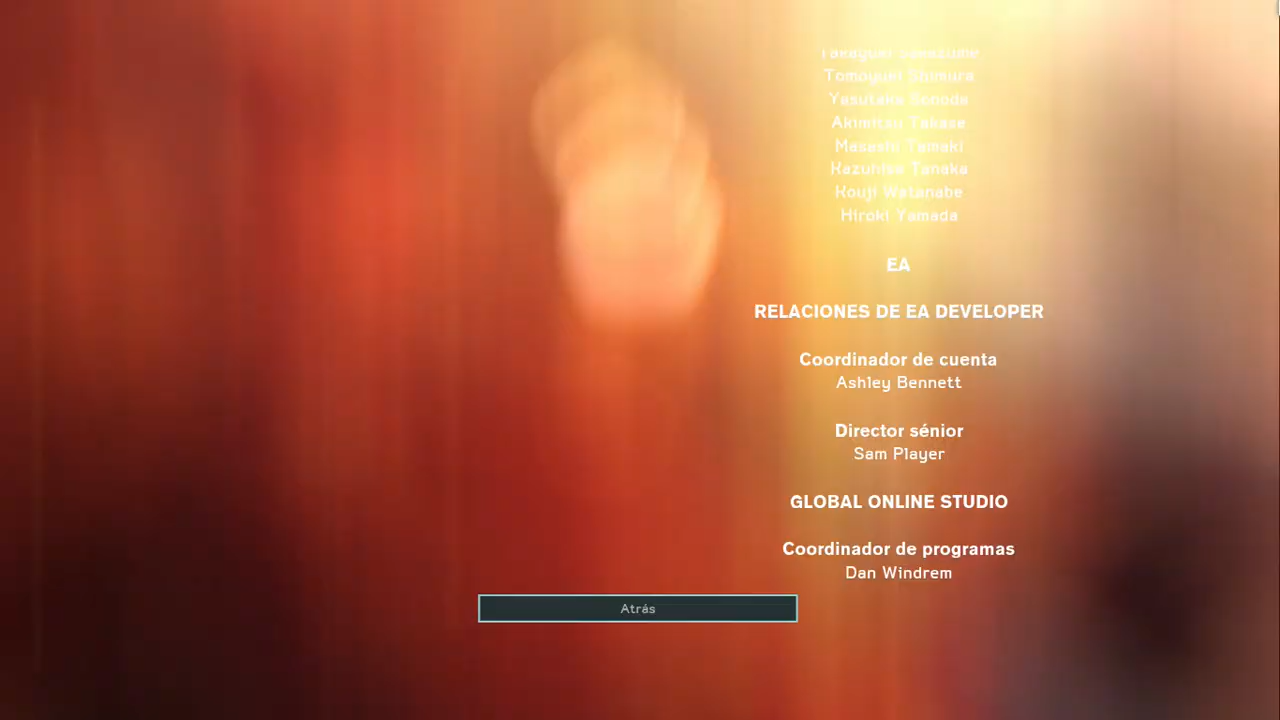 Tomoyuki Shimura
Yasutaka Sonoda
Akimitsu Takase
Masashi Tamaki
Kazuhisa Tanaka
Kouji Watanabe
Hiroki Yamada
EA
RELACIONES DE EA DEVELOPER
Coordinador de cuenta
Ashley Bennett
Director sénior
Sam Player
GLOBAL ONLINE STUDIO
Coordinador de programas
Dan Windrem
Atrás